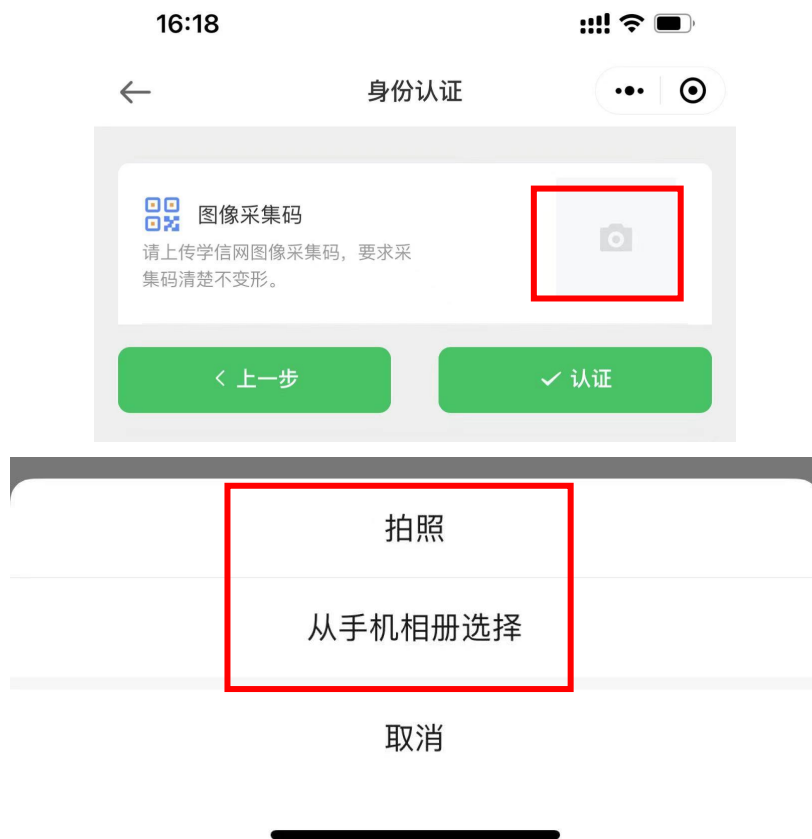 16:18
身份认证
图像采集码
请上传学信网图像采集码，要求采
集码清楚不变形。
上一步
认证
拍照
从手机相册选择
取消